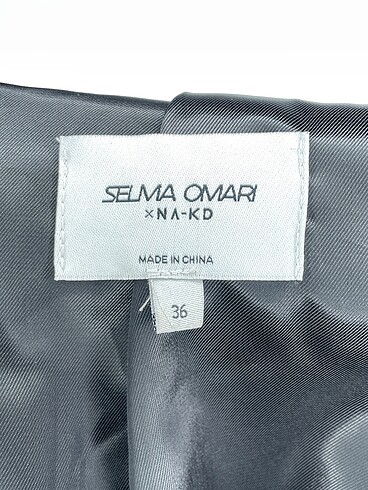 SELMA OMARI
×NA-KD
MADE IN CHINA
36